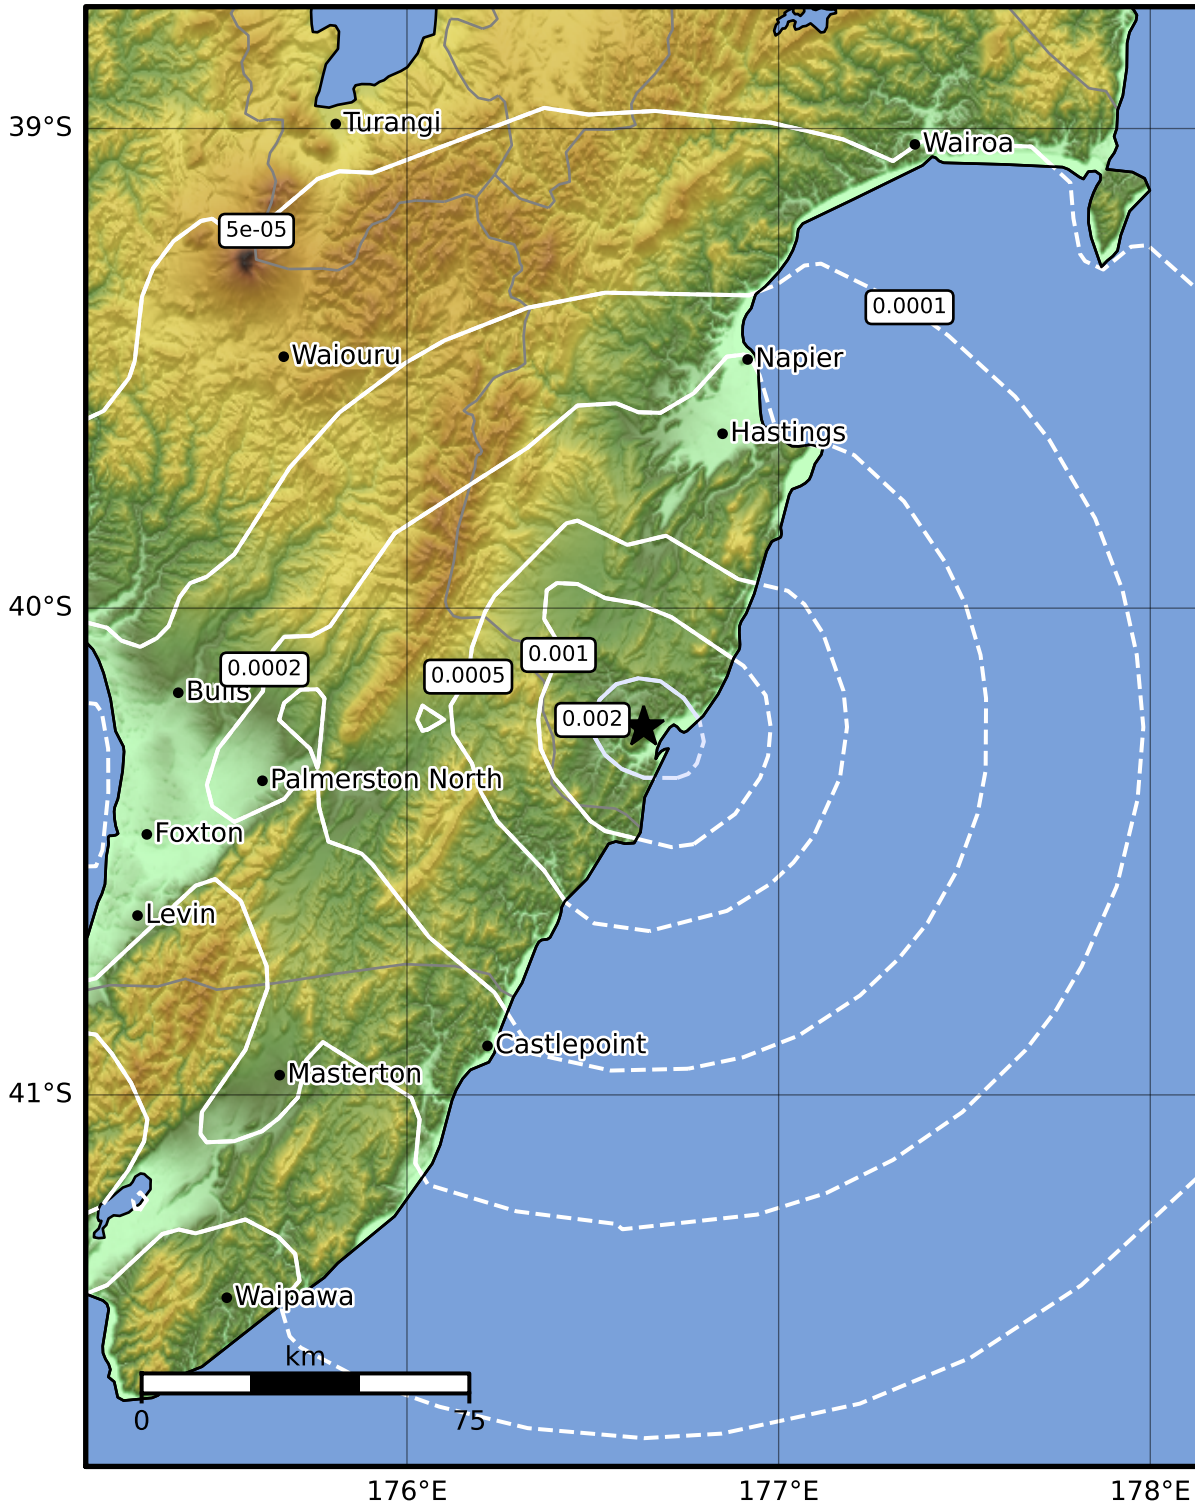 39°S
Turangi
Wairoa
5e-05
0.0001
Waiouru
Napier
Hastings
40°S
0.001
0.0002
0.0005
Bulls
0.002
Palmerston North
Foxton
Levin
Castlepoint
Masterton
41°S
Waipawa
km
0
75
176°E
177°E
178°E